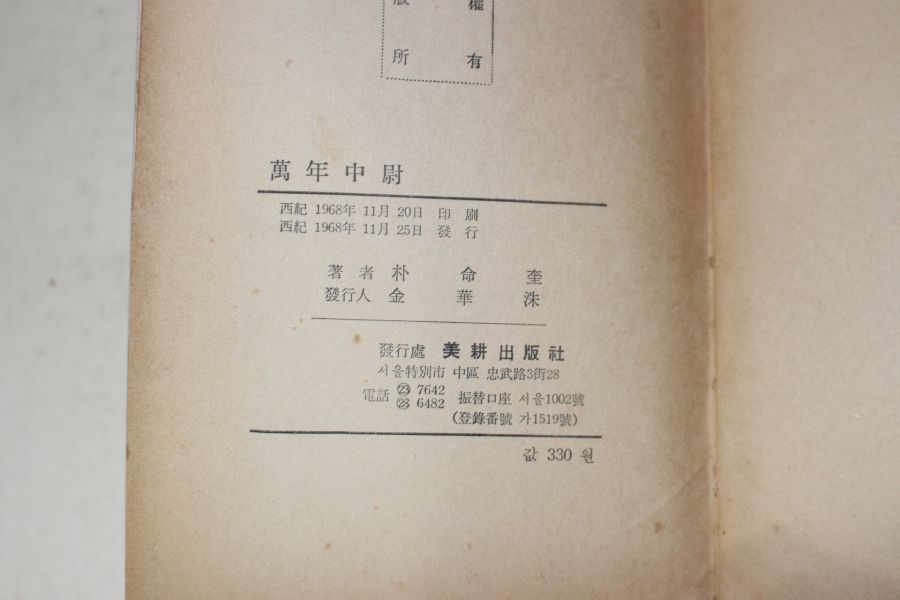 版權
所有
萬年中尉
西紀 1968年 11月 20日 印刷
西紀 1968年 11月 25日 發行
著者 朴命奎
發行人 金華洙
發行處 美耕出版社
서울特別市 中區 忠武路3街28
電話 ㉓ 7642
㉘ 6482 振替口座 서울1002號
(登錄番號 가1519號)
값 330 원